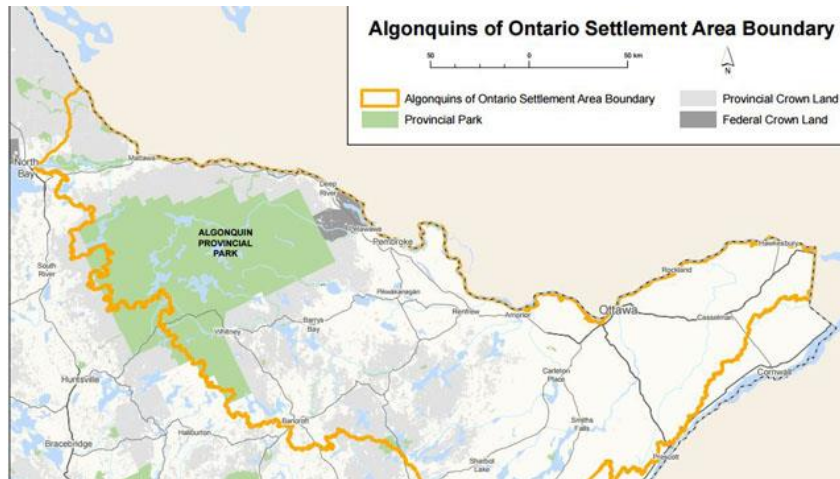 Algonquins of Ontario Settlement Area Boundary
50 0 50 km
N
Algonquins of Ontario Settlement Area Boundary
Provincial Crown Land
Provincial Park
Federal Crown Land
North
Bay
Mattawa
Deep
River
Petawawa
Pembroke
ALGONQUIN
PROVINCIAL
PARK
South
River
Hawkesbury
Rockland
Pikwakanagan
Renfrew
Arnprior
Ottawa
Casselman
Whitney
Barrys
Bay
Huntsville
Carleton
Place
Cornwall
Bancroft
Haliburton
Smiths
Falls
Bracebridge
Sharbot
Lake
Prescott